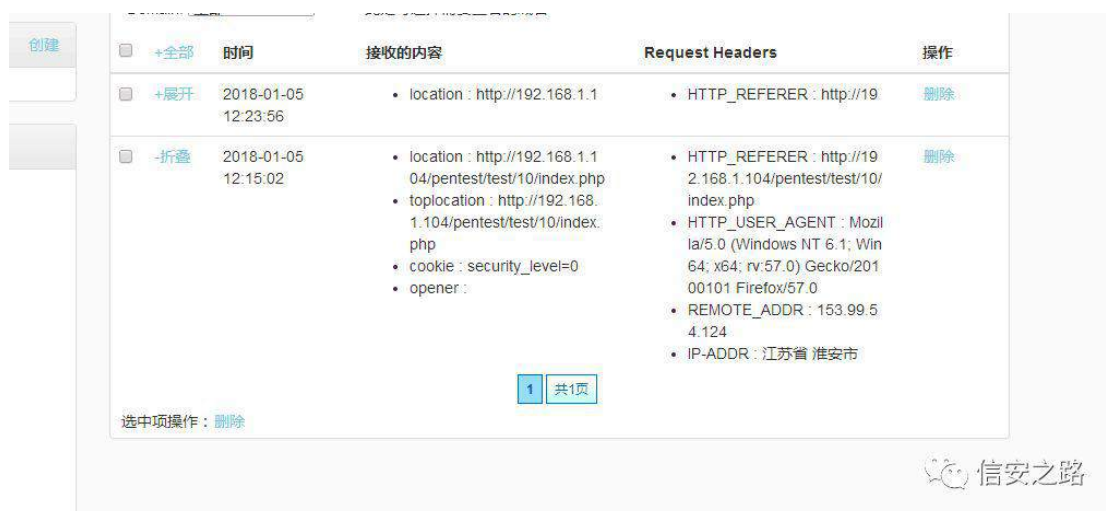 创建
+全部 时间 接收的内容 Request Headers 操作
+展开 2018-01-05 12:23:56
location : http://192.168.1.1
HTTP_REFERER : http://19
删除
-折叠 2018-01-05 12:15:02
location : http://192.168.1.1
04/pentest/test/10/index.php
toplocation : http://192.168.
1.104/pentest/test/10/index.
php
cookie : security_level=0
opener :
HTTP_REFERER : http://19
2.168.1.104/pentest/test/10/
index.php
HTTP_USER_AGENT : Mozil
la/5.0 (Windows NT 6.1; Win
64; x64; rv:57.0) Gecko/201
00101 Firefox/57.0
REMOTE_ADDR : 153.99.5
4.124
IP-ADDR : 江苏省 淮安市
删除
1 共1页
选中项操作：删除
信安之路